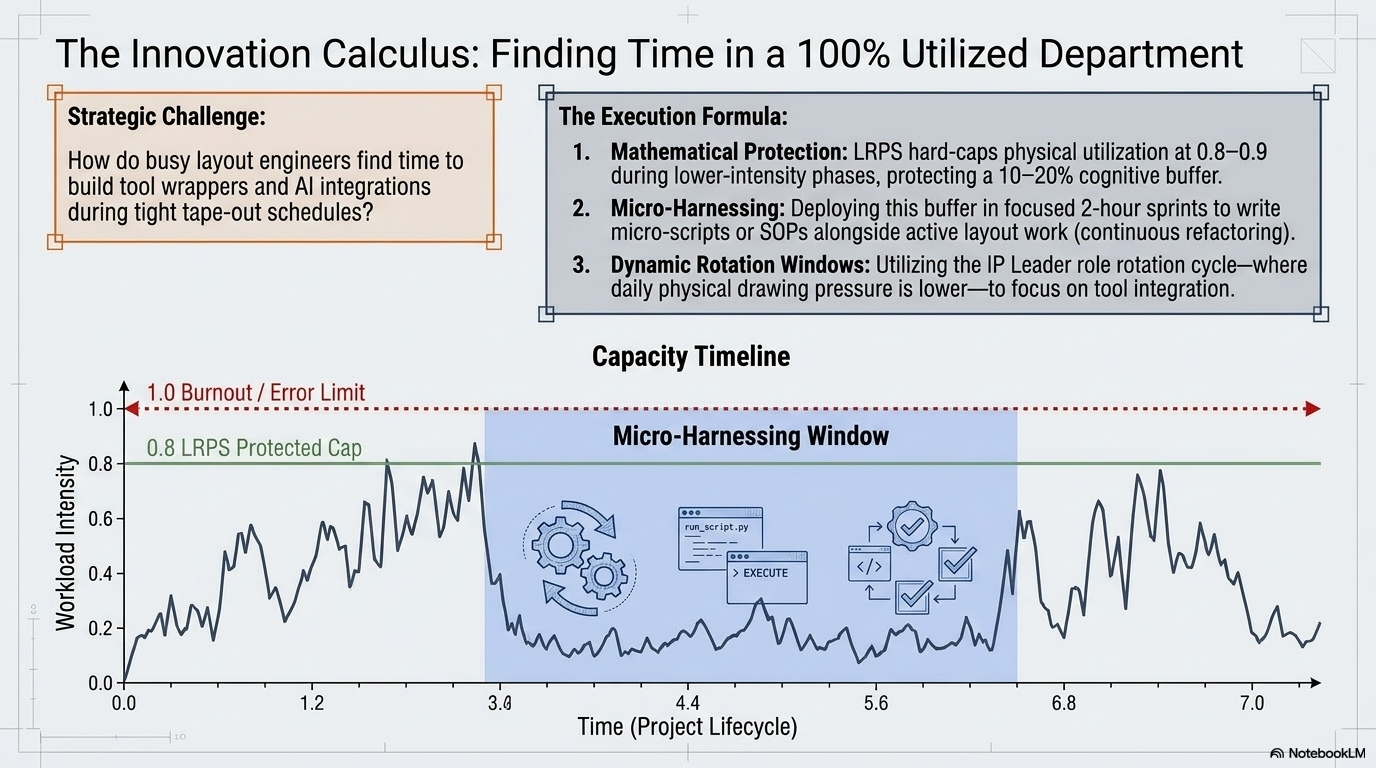 The Innovation Calculus: Finding Time in a 100% Utilized Department
Strategic Challenge:
How do busy layout engineers find time to
build tool wrappers and AI integrations
during tight tape-out schedules?
The Execution Formula:
1. Mathematical Protection: LRPS hard-caps physical utilization at 0.8–0.9
during lower-intensity phases, protecting a 10–20% cognitive buffer.
2. Micro-Harnessing: Deploying this buffer in focused 2-hour sprints to write
micro-scripts or SOPs alongside active layout work (continuous refactoring).
3. Dynamic Rotation Windows: Utilizing the IP Leader role rotation cycle—where
daily physical drawing pressure is lower—to focus on tool integration.
Capacity Timeline
1.0 Burnout / Error Limit
0.8 LRPS Protected Cap
Micro-Harnessing Window
run_script.py
> EXECUTE
</>
Workload Intensity
1.0
0.8
0.6
0.4
0.2
0.0
0.0 1.2 3.0 4.4 5.6 6.8 7.0
Time (Project Lifecycle)
10
NotebookLM